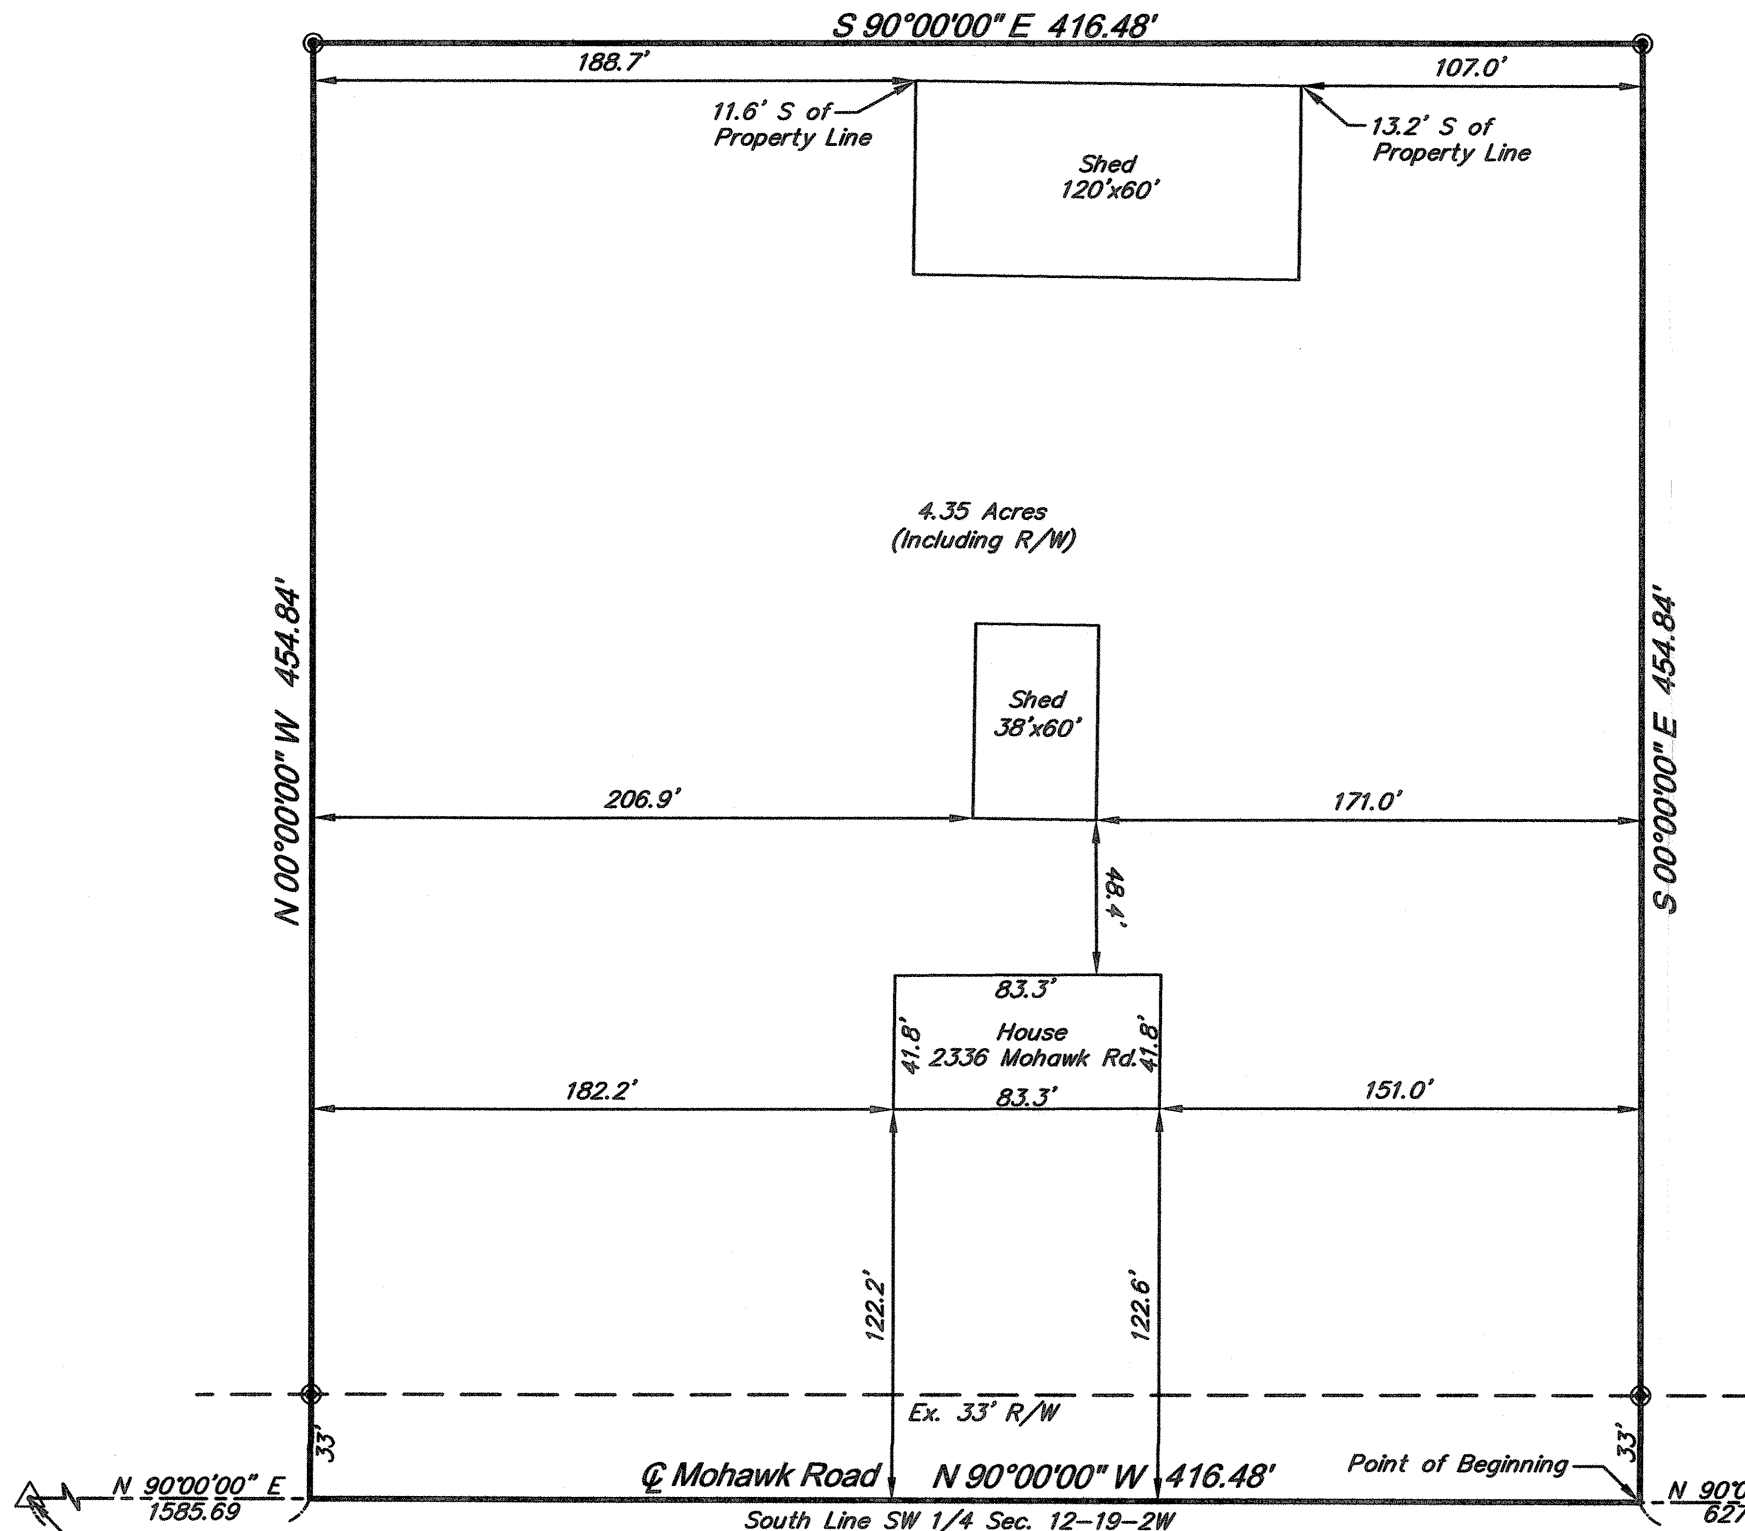 S 90°00'00" E 416.48'
188.7'
107.0'
11.6' S of
Property Line
13.2' S of
Property Line
Shed
120'x60'
4.35 Acres
(Including R/W)
N 00°00'00" W 454.84'
S 00°00'00" E 454.84'
Shed
38'x60'
206.9'
171.0'
48.4'
83.3'
41.8'
House
2336 Mohawk Rd.
41.8'
182.2'
83.3'
151.0'
122.2'
122.6'
Ex. 33' R/W
33'
33'
℄ Mohawk Road N 90°00'00" W 416.48'
Point of Beginning
N 90°00'00" E
1585.69
South Line SW 1/4 Sec. 12-19-2W
N 90°0
627